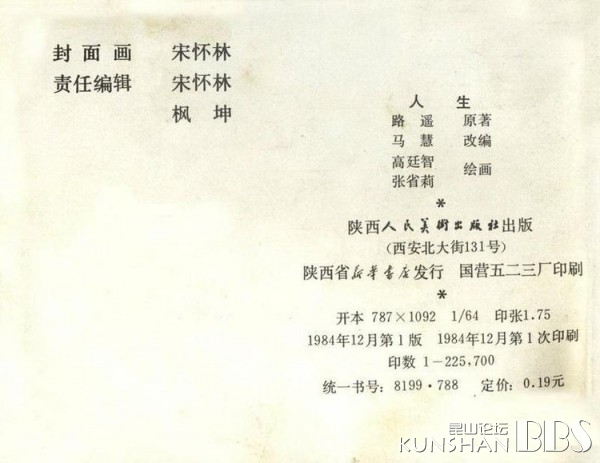 封面画 宋怀林
责任编辑 宋怀林
枫坤
人生
路遥 原著
马慧 改编
高廷智
张省莉 绘画
*
陕西人民美術出版社出版
(西安北大街131号)
陕西省新华書店发行 国营五二三厂印刷
*
开本 787×1092 1/64 印张1.75
1984年12月第1版 1984年12月第1次印刷
印数 1-225,700
统一书号: 8199·788 定价: 0.19元
昆山论坛
KUNSHAN BBS